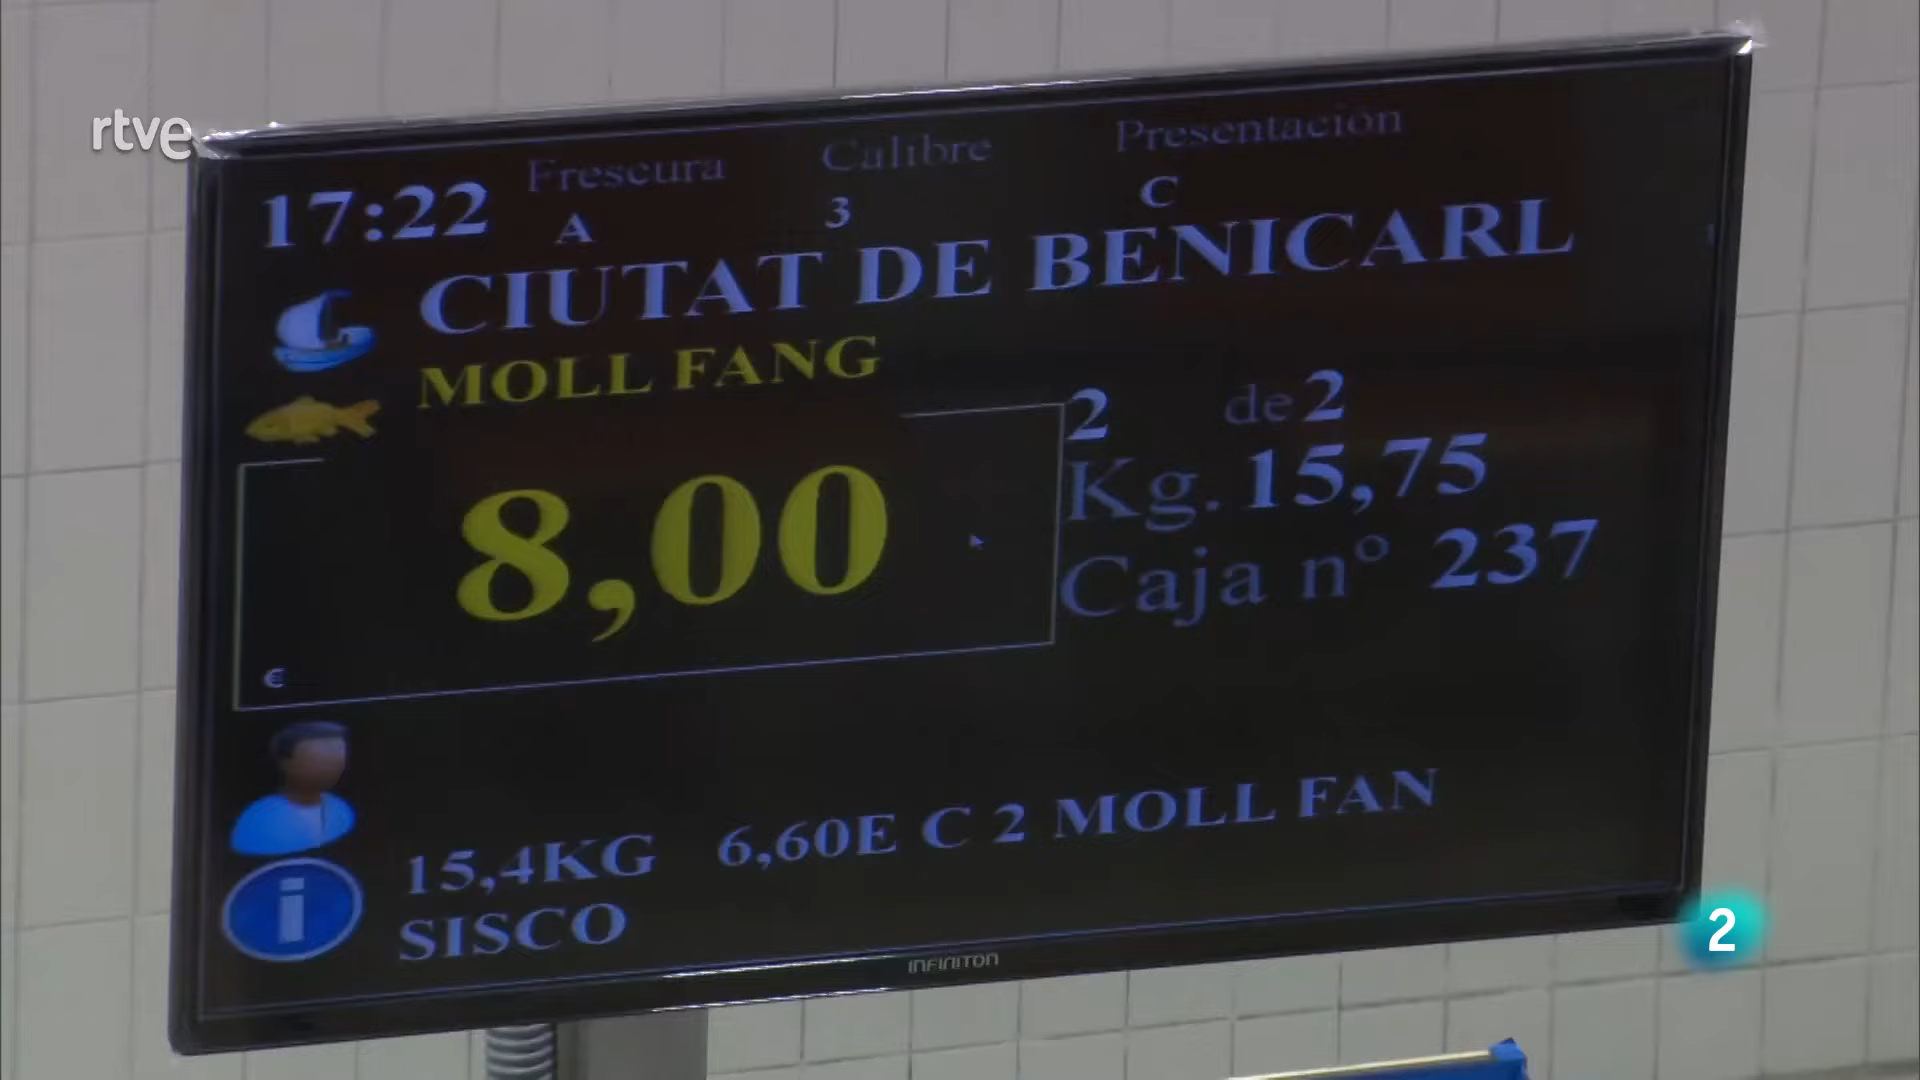 rtve
Frescura Calibre Presentación
17:22 A 3 C
CIUTAT DE BENICARL
MOLL FANG
2 de 2
8,00
Kg. 15,75
Caja nº 237
€
15,4KG 6,60E C 2 MOLL FAN
SISCO
INFINITON
2